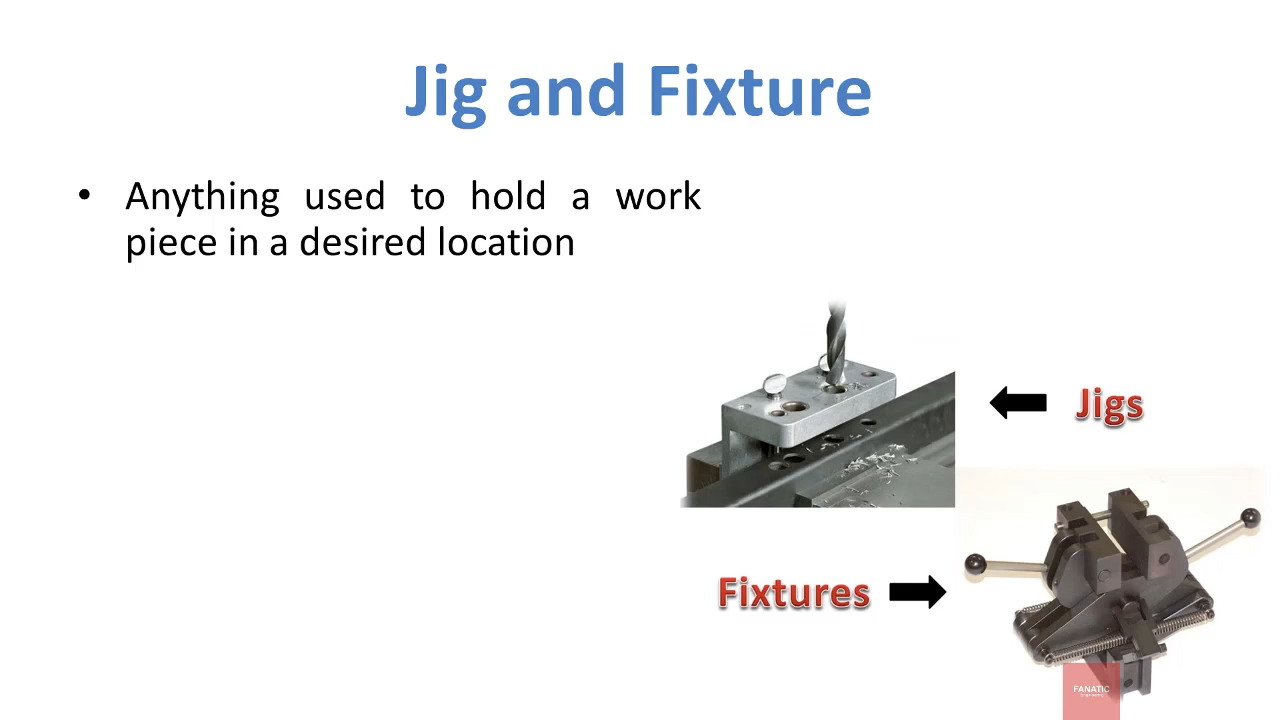 Jig and Fixture
• Anything used to hold a work
piece in a desired location
Jigs
Fixtures
FANATIC